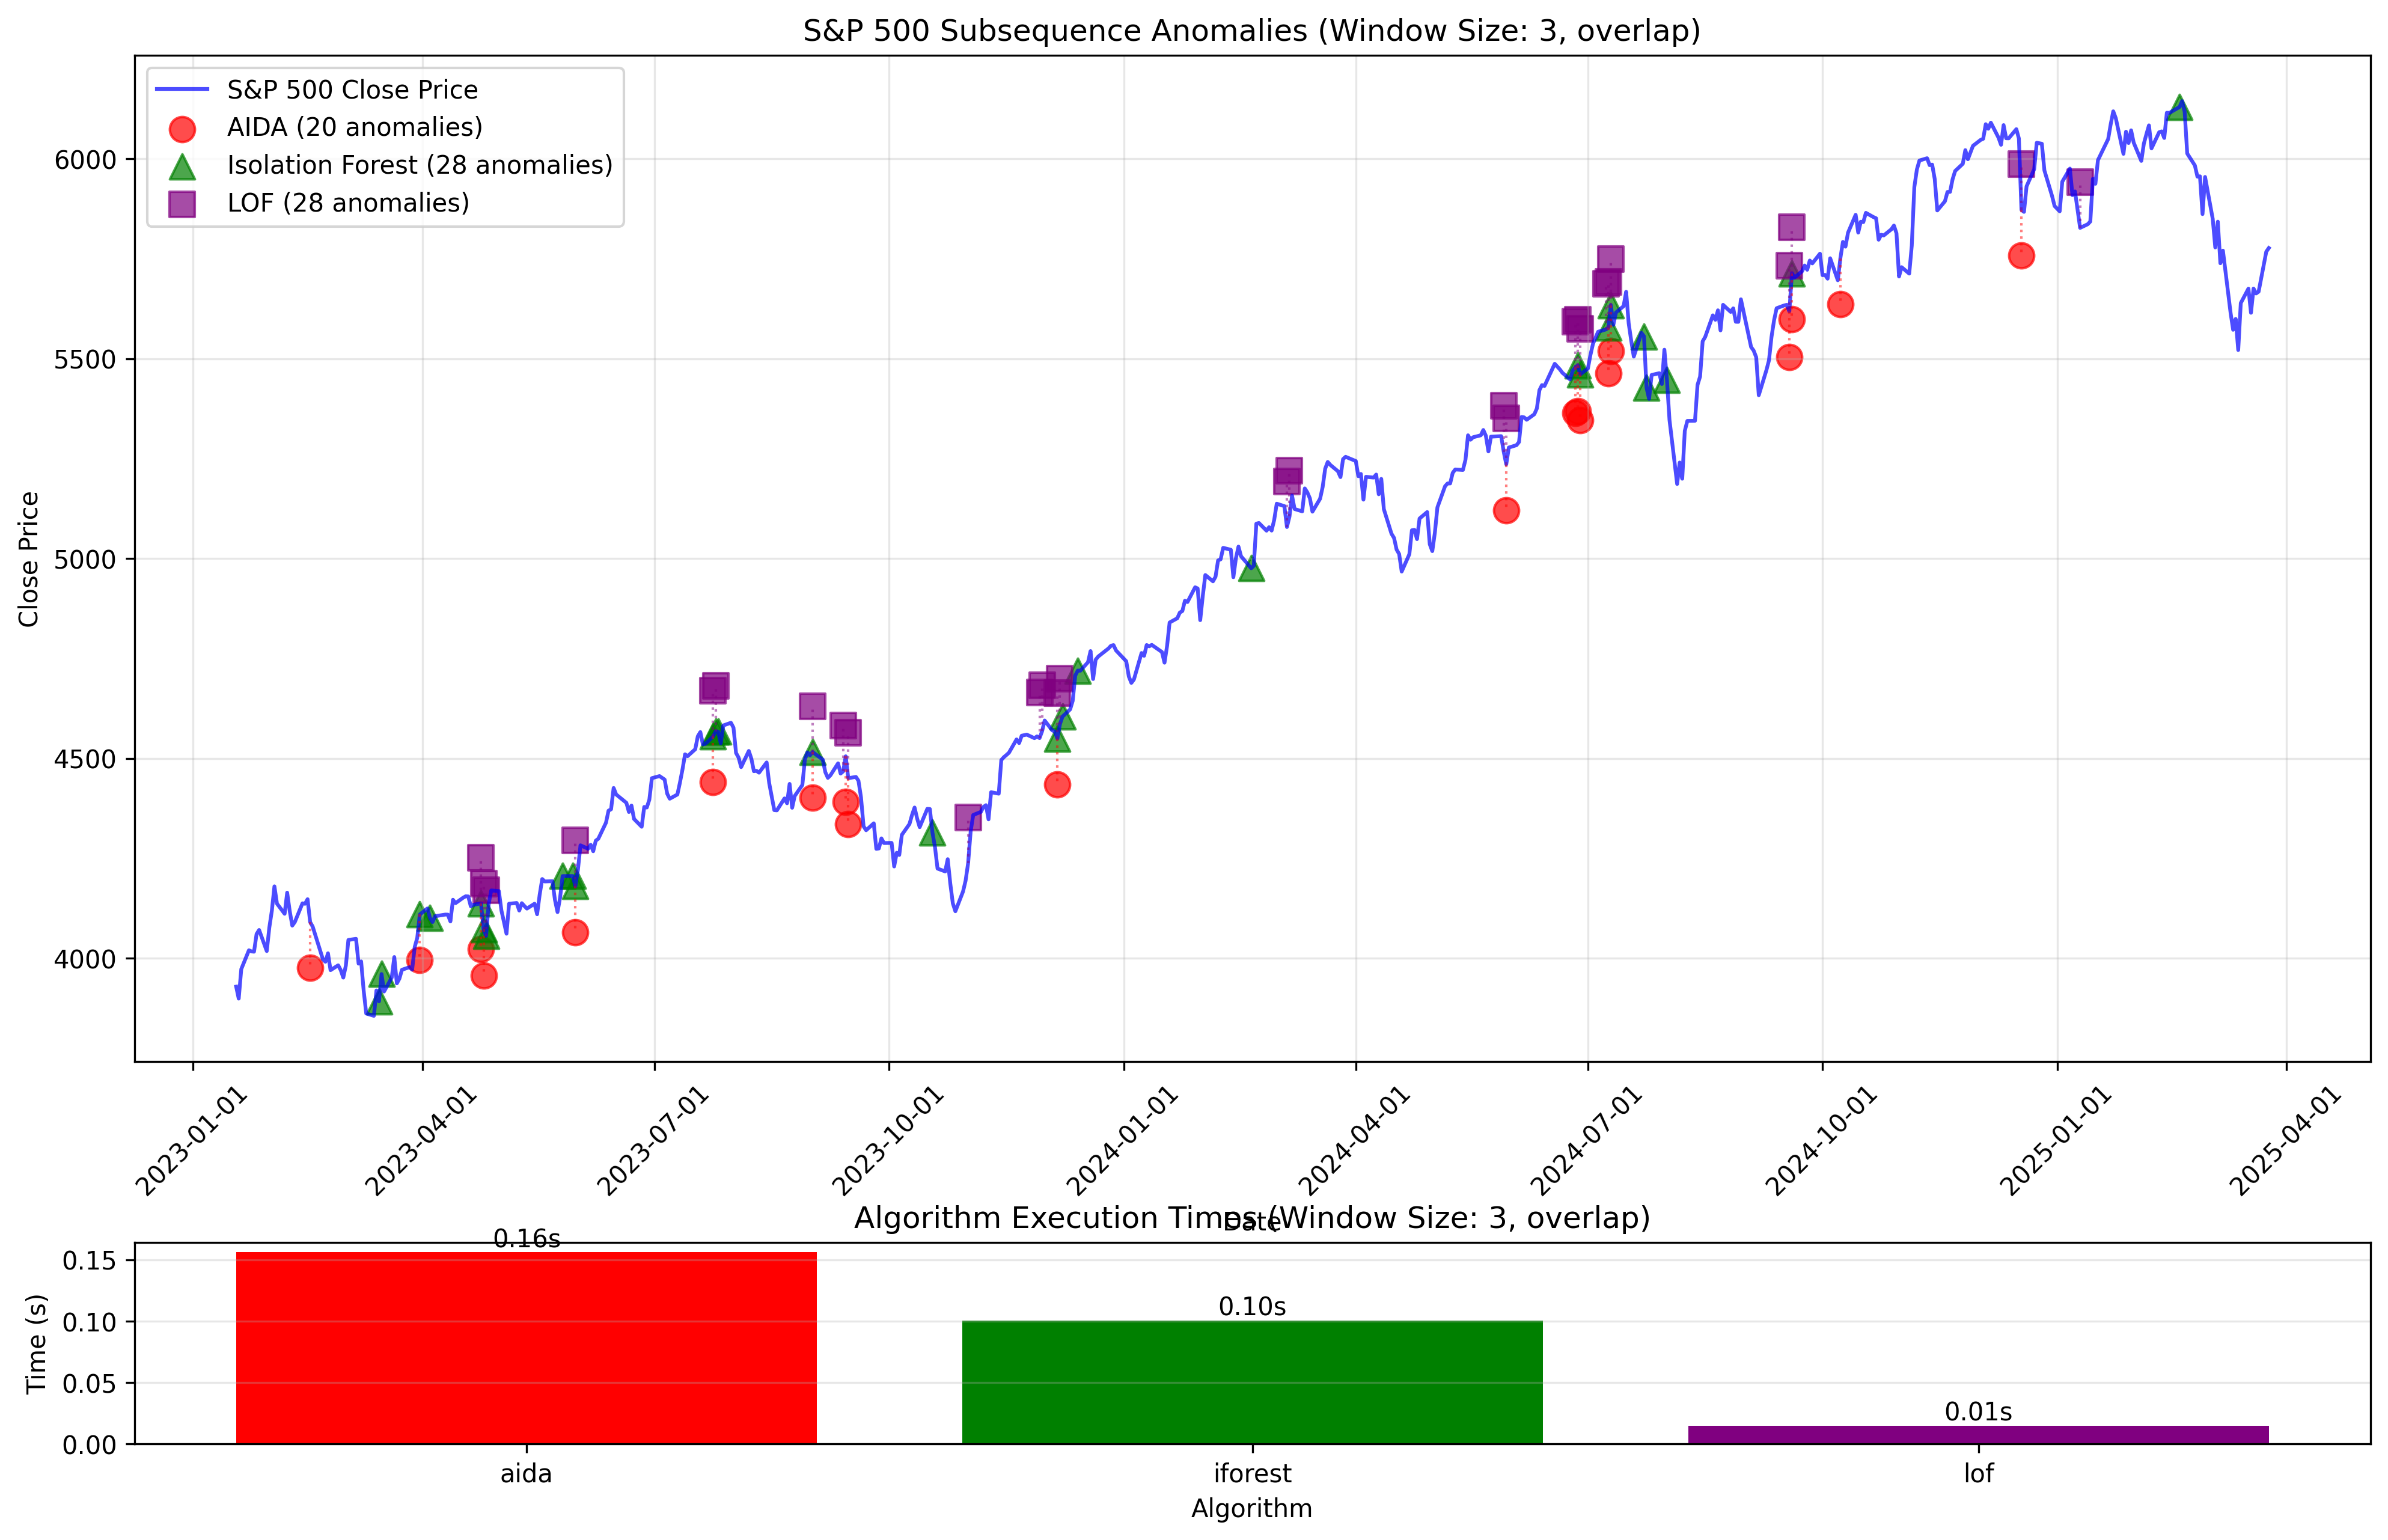 S&P 500 Subsequence Anomalies (Window Size: 3, overlap)
S&P 500 Close Price
AIDA (20 anomalies)
Isolation Forest (28 anomalies)
LOF (28 anomalies)
Close Price
6000
5500
5000
4500
4000
2023-01-01
2023-04-01
2023-07-01
2023-10-01
2024-01-01
2024-04-01
2024-07-01
2024-10-01
2025-01-01
2025-04-01
Date
Algorithm Execution Times (Window Size: 3, overlap)
Time (s)
0.15
0.10
0.05
0.00
0.16s
0.10s
0.01s
aida
iforest
lof
Algorithm